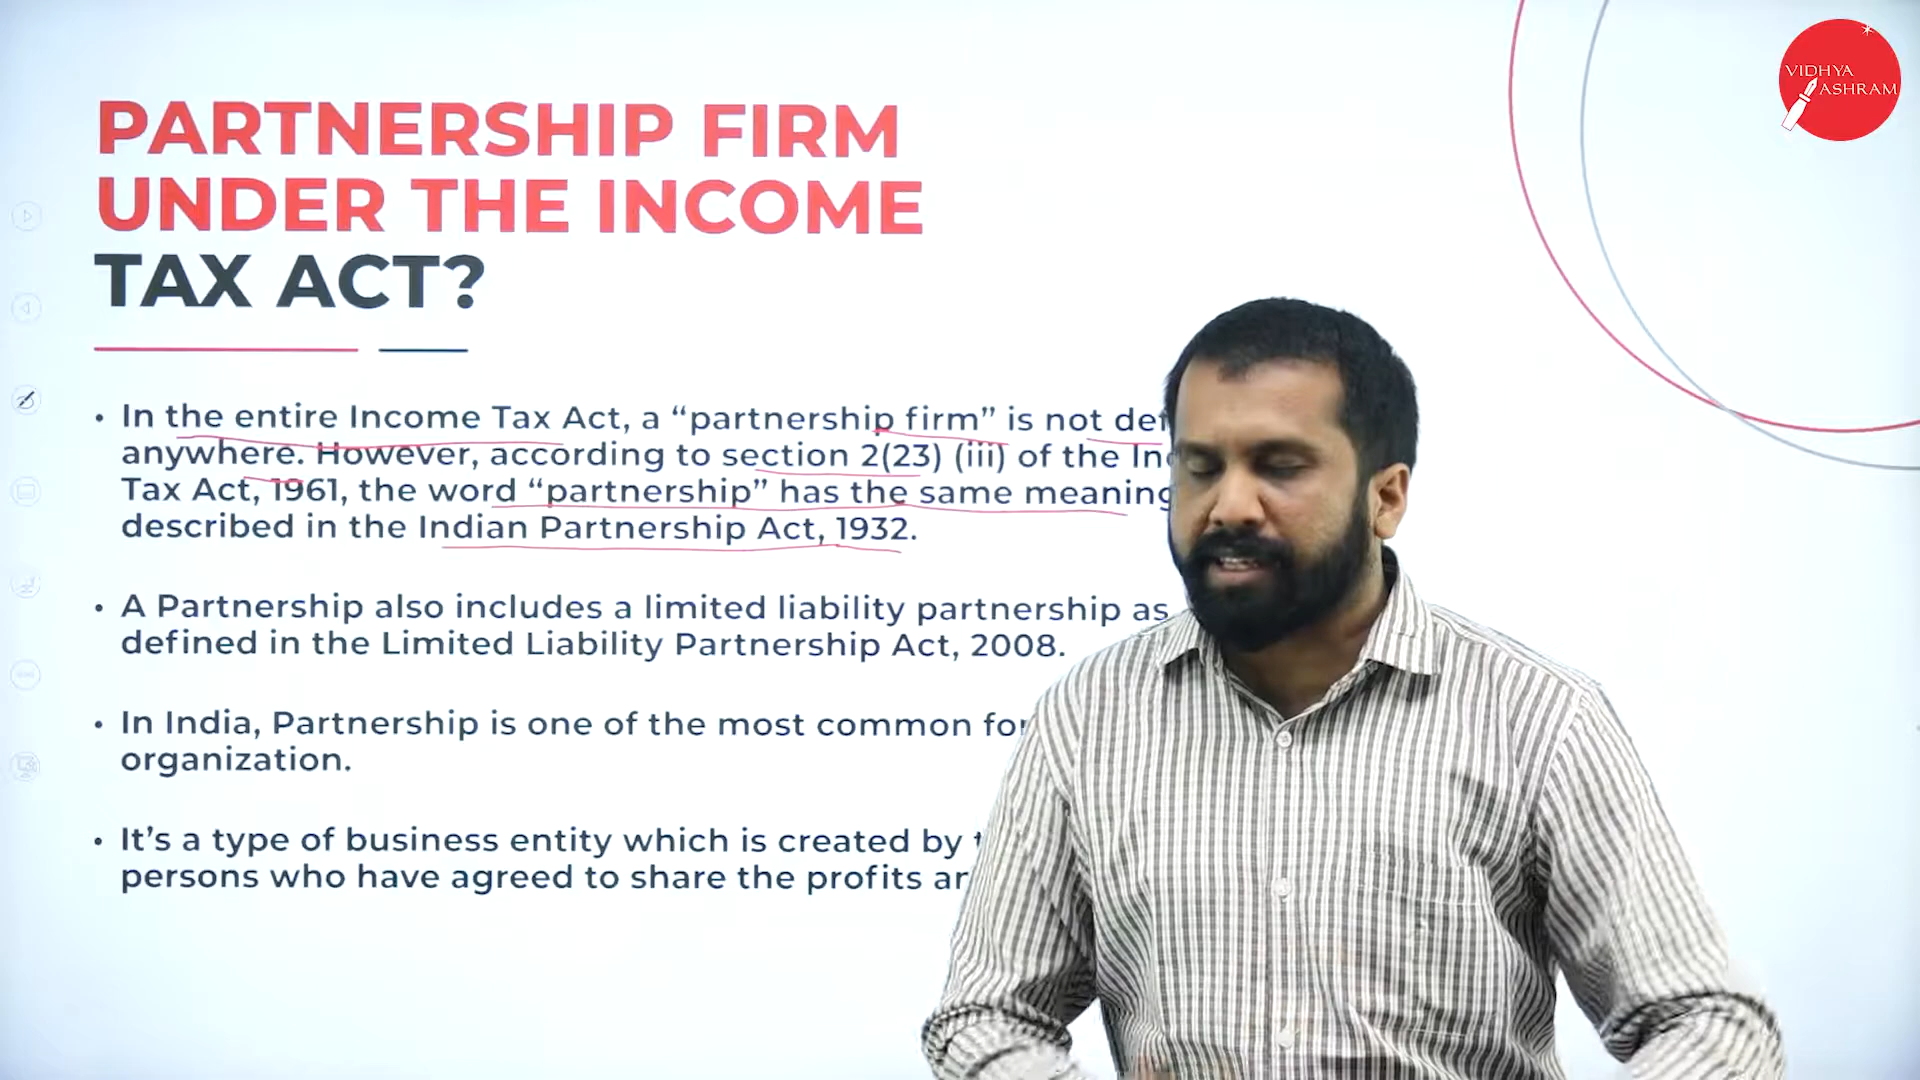 VIDHYA
ASHRAM
PARTNERSHIP FIRM
UNDER THE INCOME
TAX ACT?
• In the entire Income Tax Act, a “partnership firm” is not
anywhere. However, according to section 2(23) (iii) of the
Tax Act, 1961, the word “partnership” has the same meaning
described in the Indian Partnership Act, 1932.
• A Partnership also includes a limited liability partnership as
defined in the Limited Liability Partnership Act, 2008.
• In India, Partnership is one of the most common
organization.
• It’s a type of business entity which is created by
persons who have agreed to share the profits